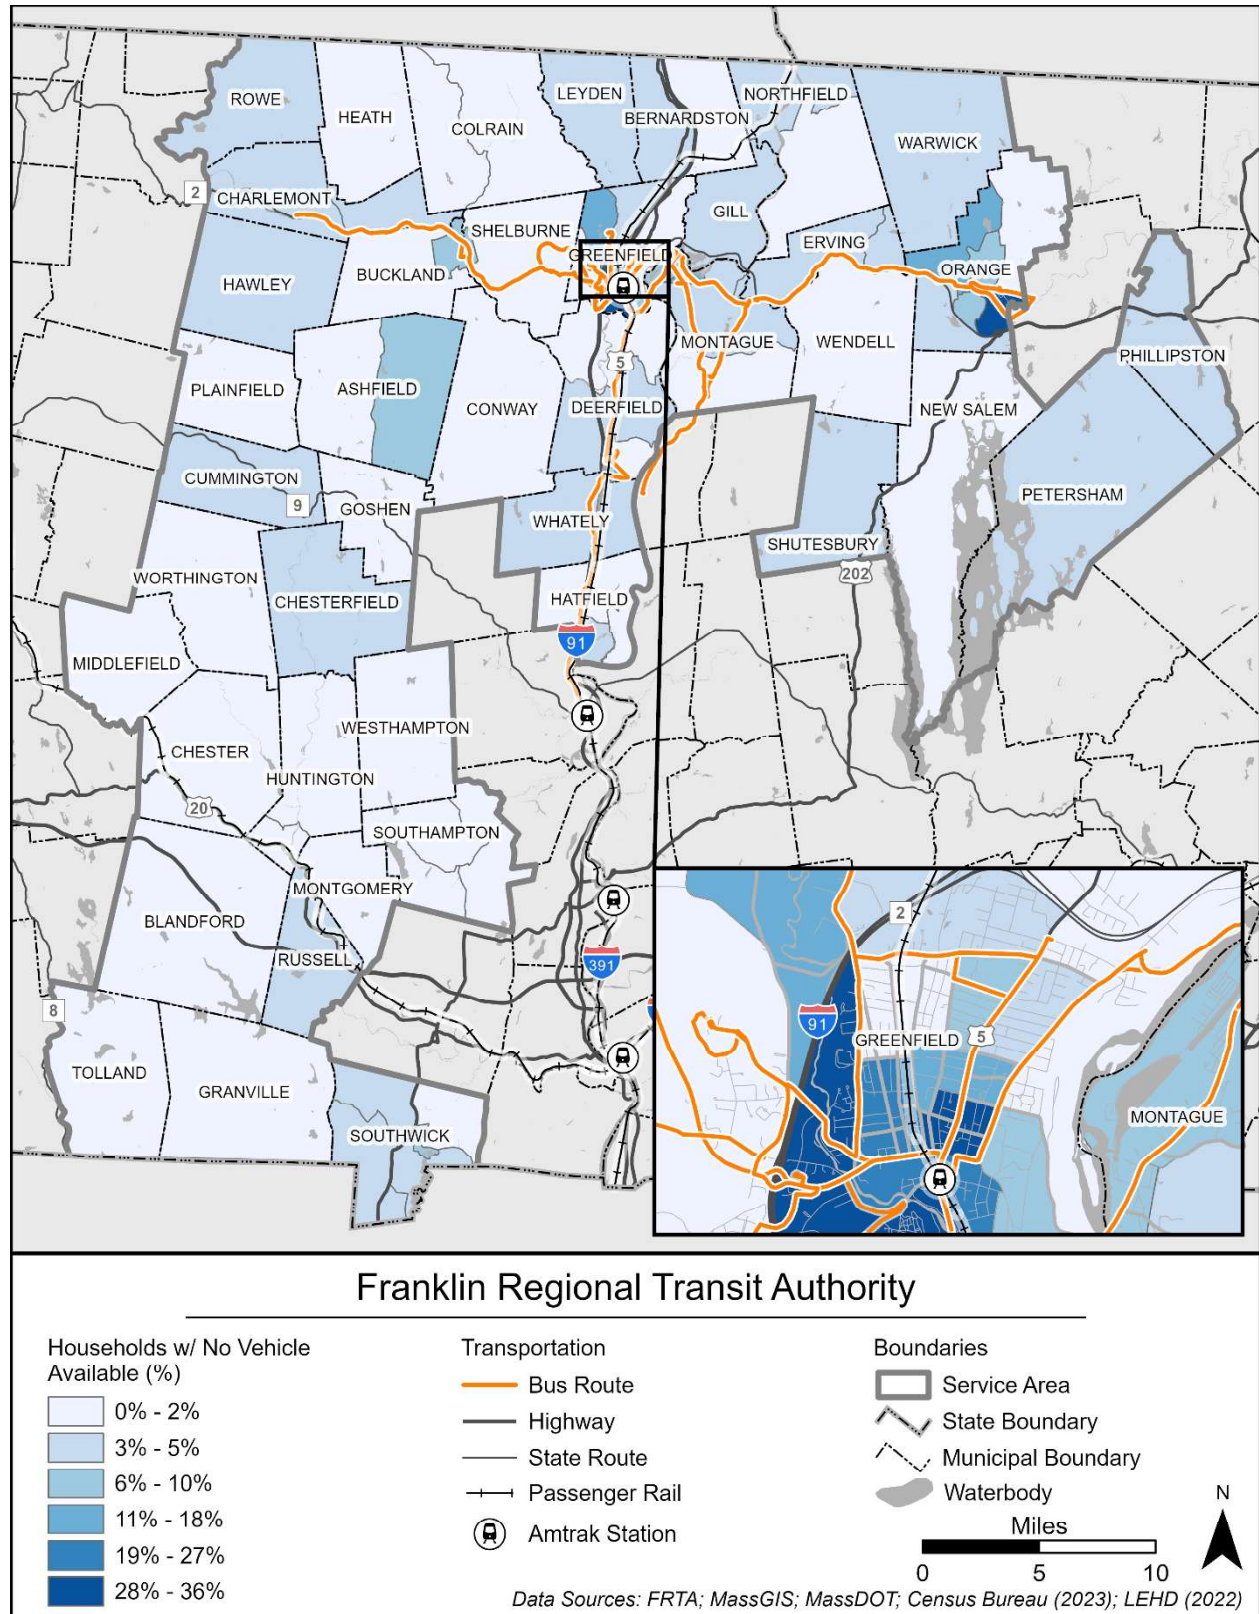 ROWE
HEATH
COLRAIN
LEYDEN
BERNARDSTON
NORTHFIELD
WARWICK
2
CHARLEMONT
SHELBURNE
GILL
ERVING
GREENFIELD
BUCKLAND
HAWLEY
ORANGE
MONTAGUE
WENDELL
PHILLIPSTON
5
PLAINFIELD
ASHFIELD
CONWAY
DEERFIELD
NEW SALEM
CUMMINGTON
9
GOSHEN
WHATELY
PETERSHAM
SHUTESBURY
202
WORTHINGTON
CHESTERFIELD
HATFIELD
91
MIDDLEFIELD
WESTHAMPTON
CHESTER
HUNTINGTON
20
SOUTHAMPTON
MONTGOMERY
BLANDFORD
RUSSELL
391
8
TOLLAND
GRANVILLE
SOUTHWICK
2
91
GREENFIELD
5
MONTAGUE
Franklin Regional Transit Authority
Households w/ No Vehicle
Available (%)
0% - 2%
3% - 5%
6% - 10%
11% - 18%
19% - 27%
28% - 36%
Transportation
Bus Route
Highway
State Route
Passenger Rail
Amtrak Station
Boundaries
Service Area
State Boundary
Municipal Boundary
Waterbody
N
Miles
0 5 10
Data Sources: FRTA; MassGIS; MassDOT; Census Bureau (2023); LEHD (2022)